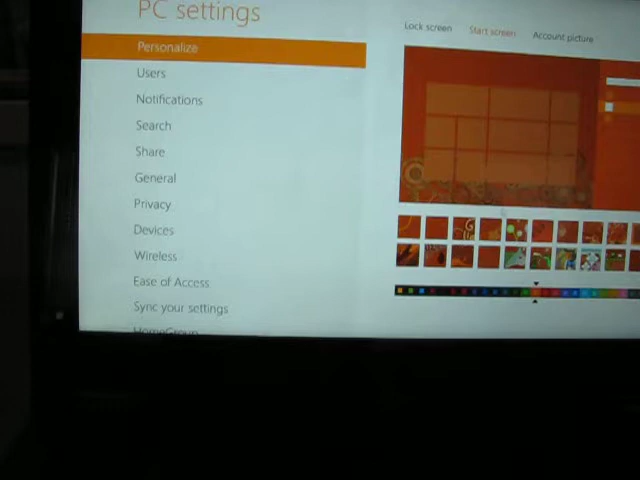 PC settings
Lock screen Start screen Account picture
Personalize
Users
Notifications
Search
Share
General
Privacy
Devices
Wireless
Ease of Access
Sync your settings
HomeGroup